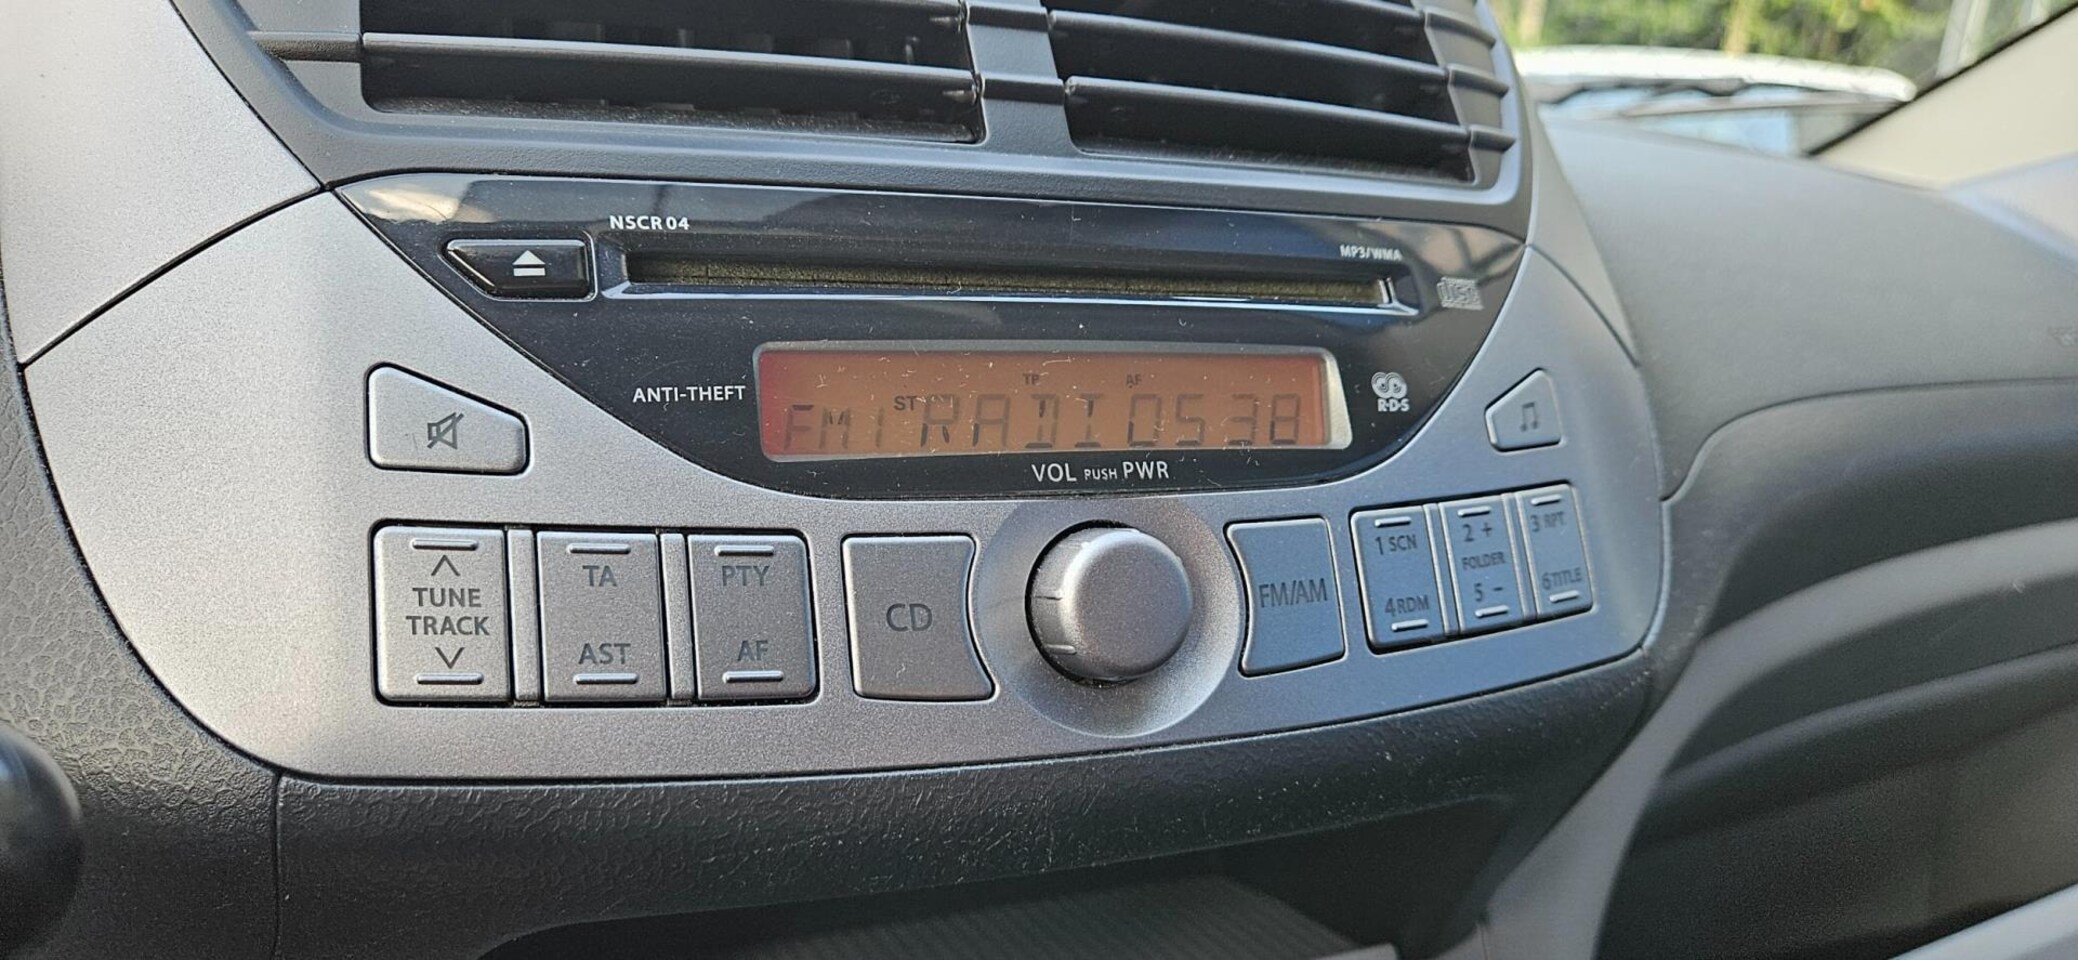 NSCR 04
MP3/WMA
ANTI-THEFT
TP AF
FM1 ST RADIO538
R·D·S
VOL PUSH PWR
TUNE
TRACK
TA
AST
PTY
AF
CD
FM/AM
1 SCN
4 RDM
2 +
FOLDER
5 -
3 RPT
6 TITLE